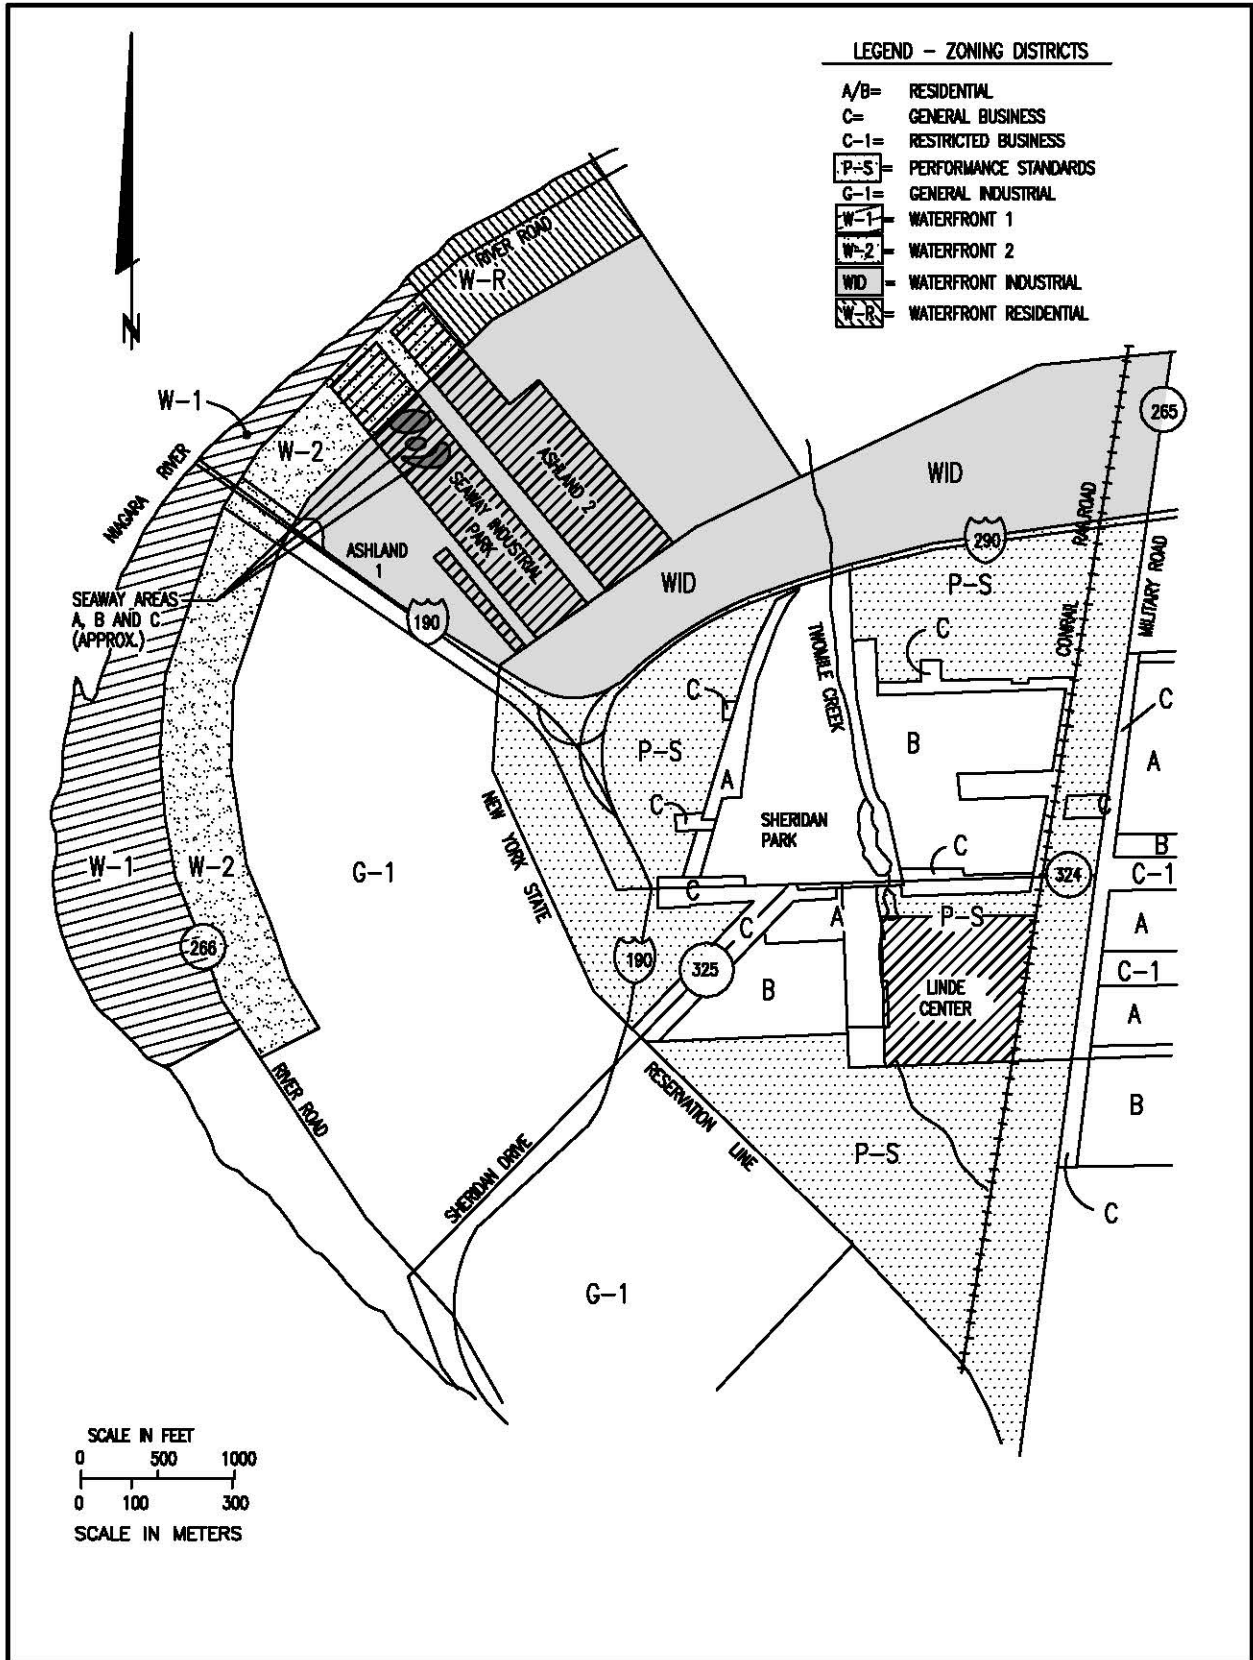 LEGEND - ZONING DISTRICTS
A/B= RESIDENTIAL
C= GENERAL BUSINESS
C-1= RESTRICTED BUSINESS
P-S = PERFORMANCE STANDARDS
G-1= GENERAL INDUSTRIAL
W-1 = WATERFRONT 1
W-2 = WATERFRONT 2
WID = WATERFRONT INDUSTRIAL
W-R = WATERFRONT RESIDENTIAL
N
RIVER ROAD
W-R
W-1
W-2
NIAGARA RIVER
265
WID
ASHLAND 2
SEAWAY INDUSTRIAL
PARK
ASHLAND
1
SEAWAY AREAS
A, B AND C
(APPROX.)
190
WID
290
P-S
CONRAIL RAILROAD
MILITARY ROAD
TWOMILE CREEK
C
C
C
P-S
A
B
A
NEW YORK STATE
C
SHERIDAN
PARK
C
C
B
W-1
W-2
G-1
C
324
C-1
C
A
P-S
A
266
190
325
B
LINDE
CENTER
C-1
A
RIVER ROAD
RESERVATION LINE
B
P-S
SHERIDAN DRIVE
C
G-1
SCALE IN FEET
0 500 1000
0 100 300
SCALE IN METERS